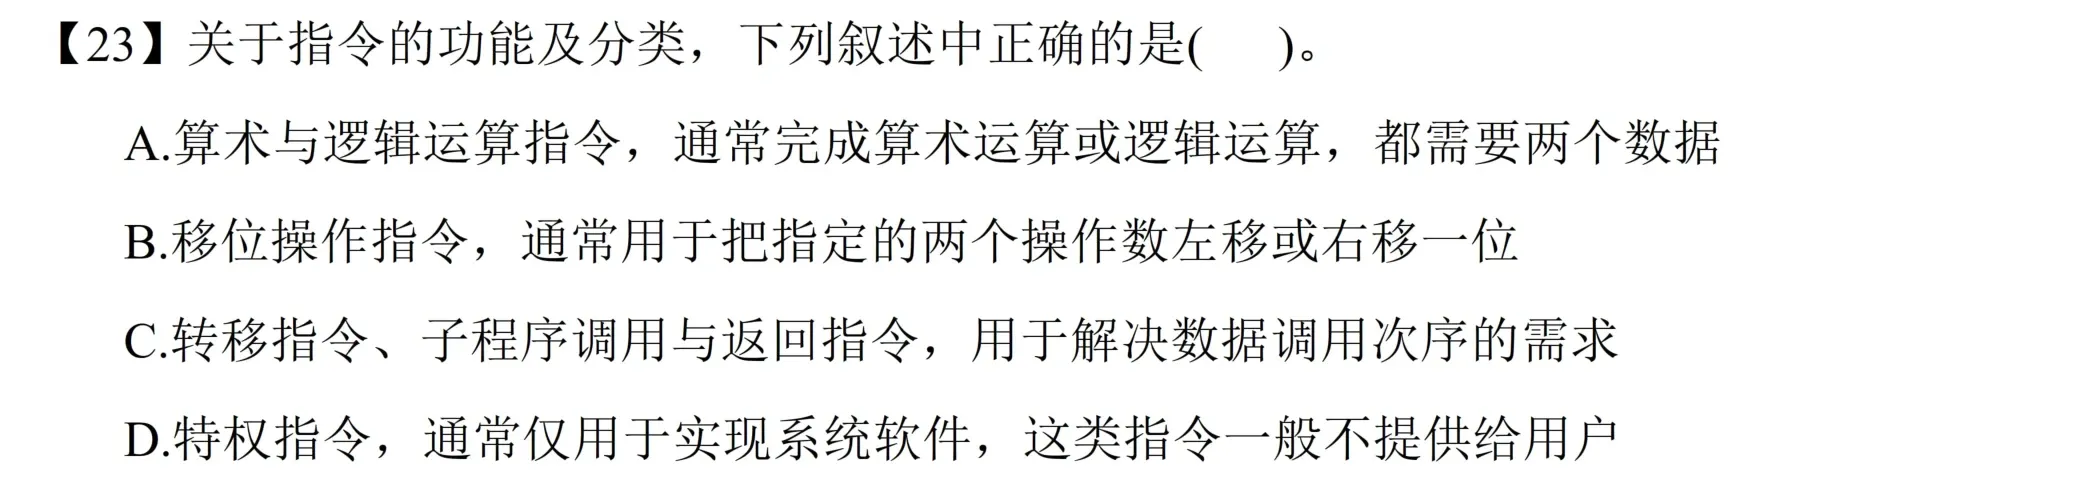 【23】关于指令的功能及分类，下列叙述中正确的是(　　)。
A.算术与逻辑运算指令，通常完成算术运算或逻辑运算，都需要两个数据
B.移位操作指令，通常用于把指定的两个操作数左移或右移一位
C.转移指令、子程序调用与返回指令，用于解决数据调用次序的需求
D.特权指令，通常仅用于实现系统软件，这类指令一般不提供给用户